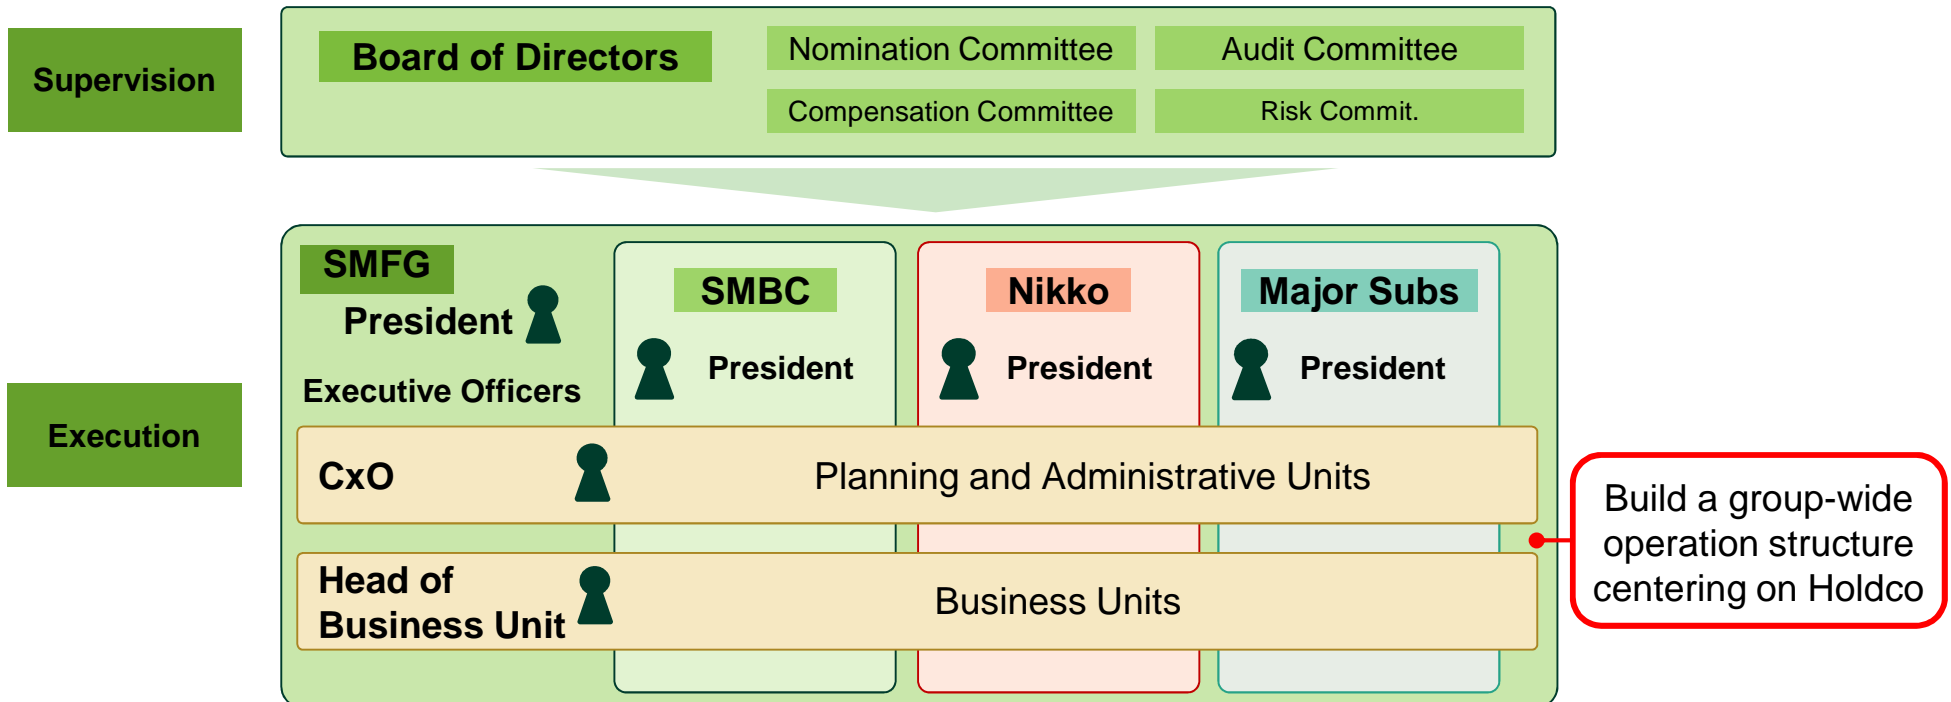 Supervision
Board of Directors
Nomination Committee
Audit Committee
Compensation Committee
Risk Commit.
Execution
SMFG
President
Executive Officers
SMBC
President
Nikko
President
Major Subs
President
CxO
Planning and Administrative Units
Head of
Business Unit
Business Units
Build a group-wide
operation structure
centering on Holdco